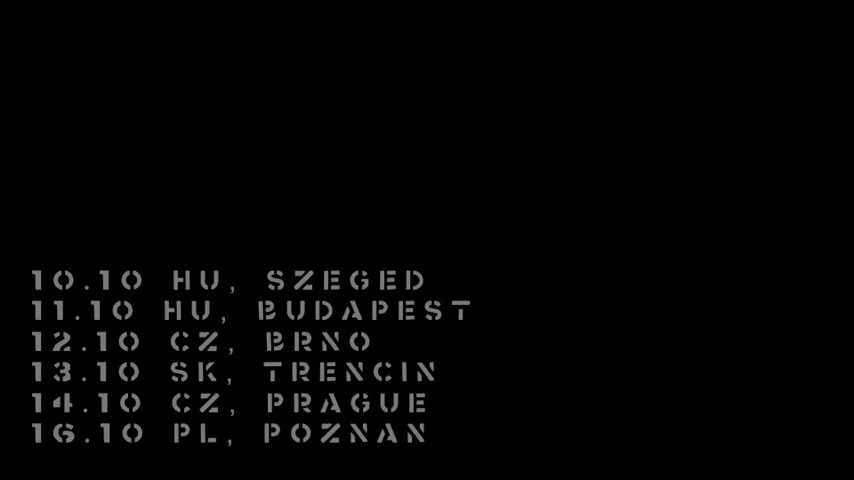 10.10 HU, SZEGED
11.10 HU, BUDAPEST
12.10 CZ, BRNO
13.10 SK, TRENCIN
14.10 CZ, PRAGUE
16.10 PL, POZNAN